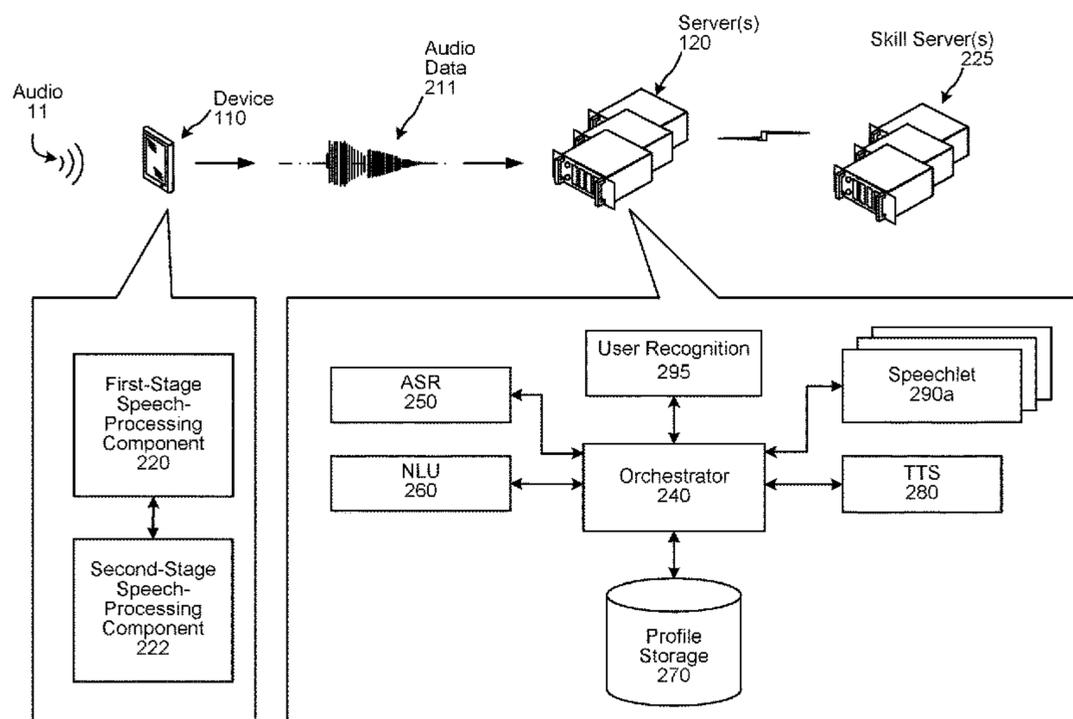 Server(s)
120
Skill Server(s)
225
Audio
Data
211
Audio
11
Device
110
First-Stage
Speech-
Processing
Component
220
Second-Stage
Speech-
Processing
Component
222
User Recognition
295
ASR
250
Speechlet
290a
NLU
260
Orchestrator
240
TTS
280
Profile
Storage
270